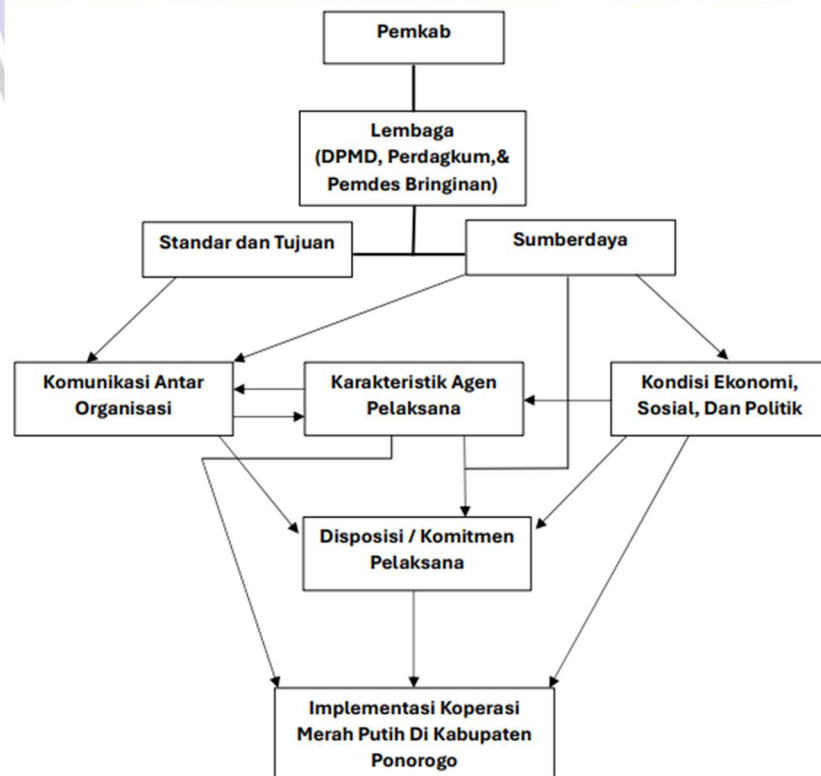 Pemkab
Lembaga
(DPMD, Perdagkum,&
Pemdes Bringinan)
Standar dan Tujuan
Sumberdaya
Komunikasi Antar
Organisasi
Karakteristik Agen
Pelaksana
Kondisi Ekonomi,
Sosial, Dan Politik
Disposisi / Komitmen
Pelaksana
Implementasi Koperasi
Merah Putih Di Kabupaten
Ponorogo